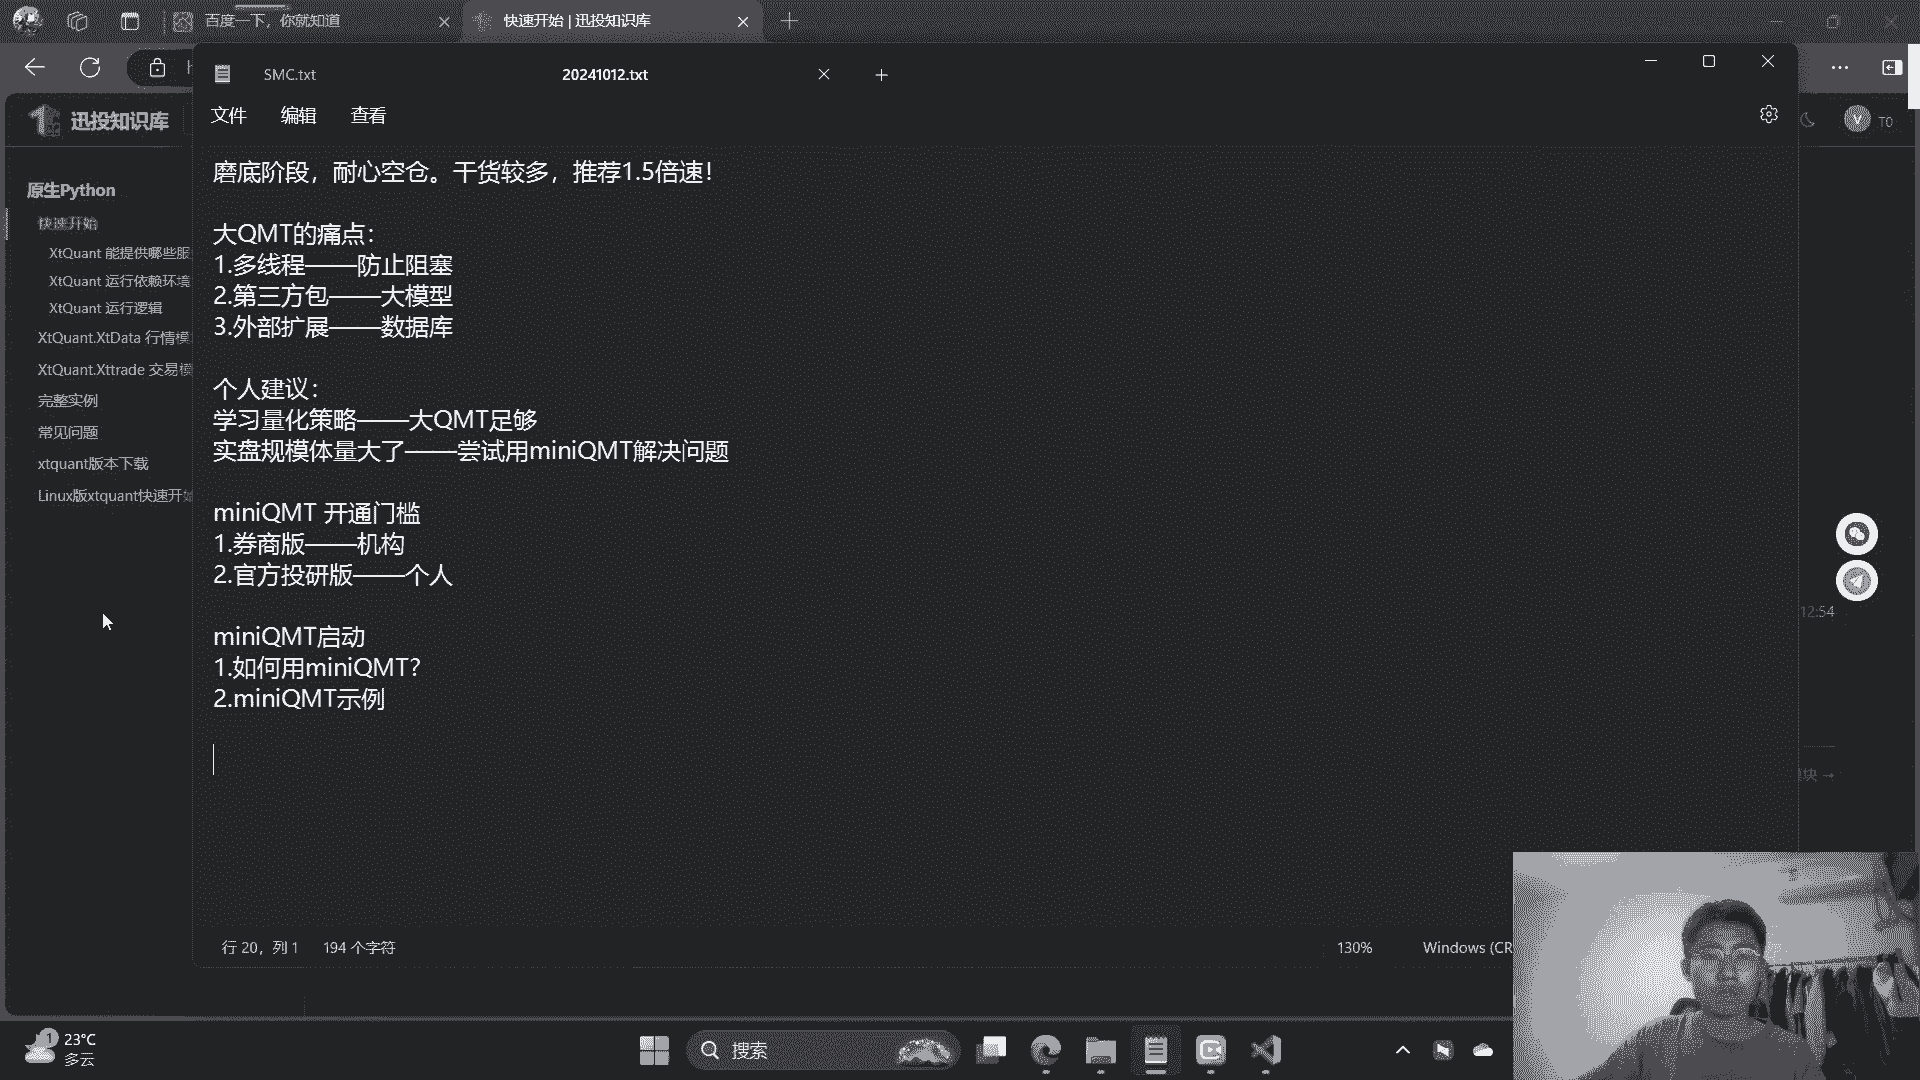 百度一下，你就知道
快速开始 | 迅投知识库
SMC.txt
20241012.txt
文件 编辑 查看
迅投知识库
V T0
原生Python
快速开始
XtQuant 能提供哪些服
XtQuant 运行依赖环境
XtQuant 运行逻辑
XtQuant.XtData 行情模
XtQuant.Xttrade 交易模
完整实例
常见问题
xtquant版本下载
Linux版xtquant快速开始
磨底阶段，耐心空仓。干货较多，推荐1.5倍速！
大QMT的痛点：
1.多线程——防止阻塞
2.第三方包——大模型
3.外部扩展——数据库
个人建议：
学习量化策略——大QMT足够
实盘规模体量大了——尝试用miniQMT解决问题
miniQMT 开通门槛
1.券商版——机构
2.官方投研版——个人
miniQMT启动
1.如何用miniQMT?
2.miniQMT示例
12:54
块 →
行 20，列 1 194 个字符
130%
Windows (CR
1
23°C
多云
搜索